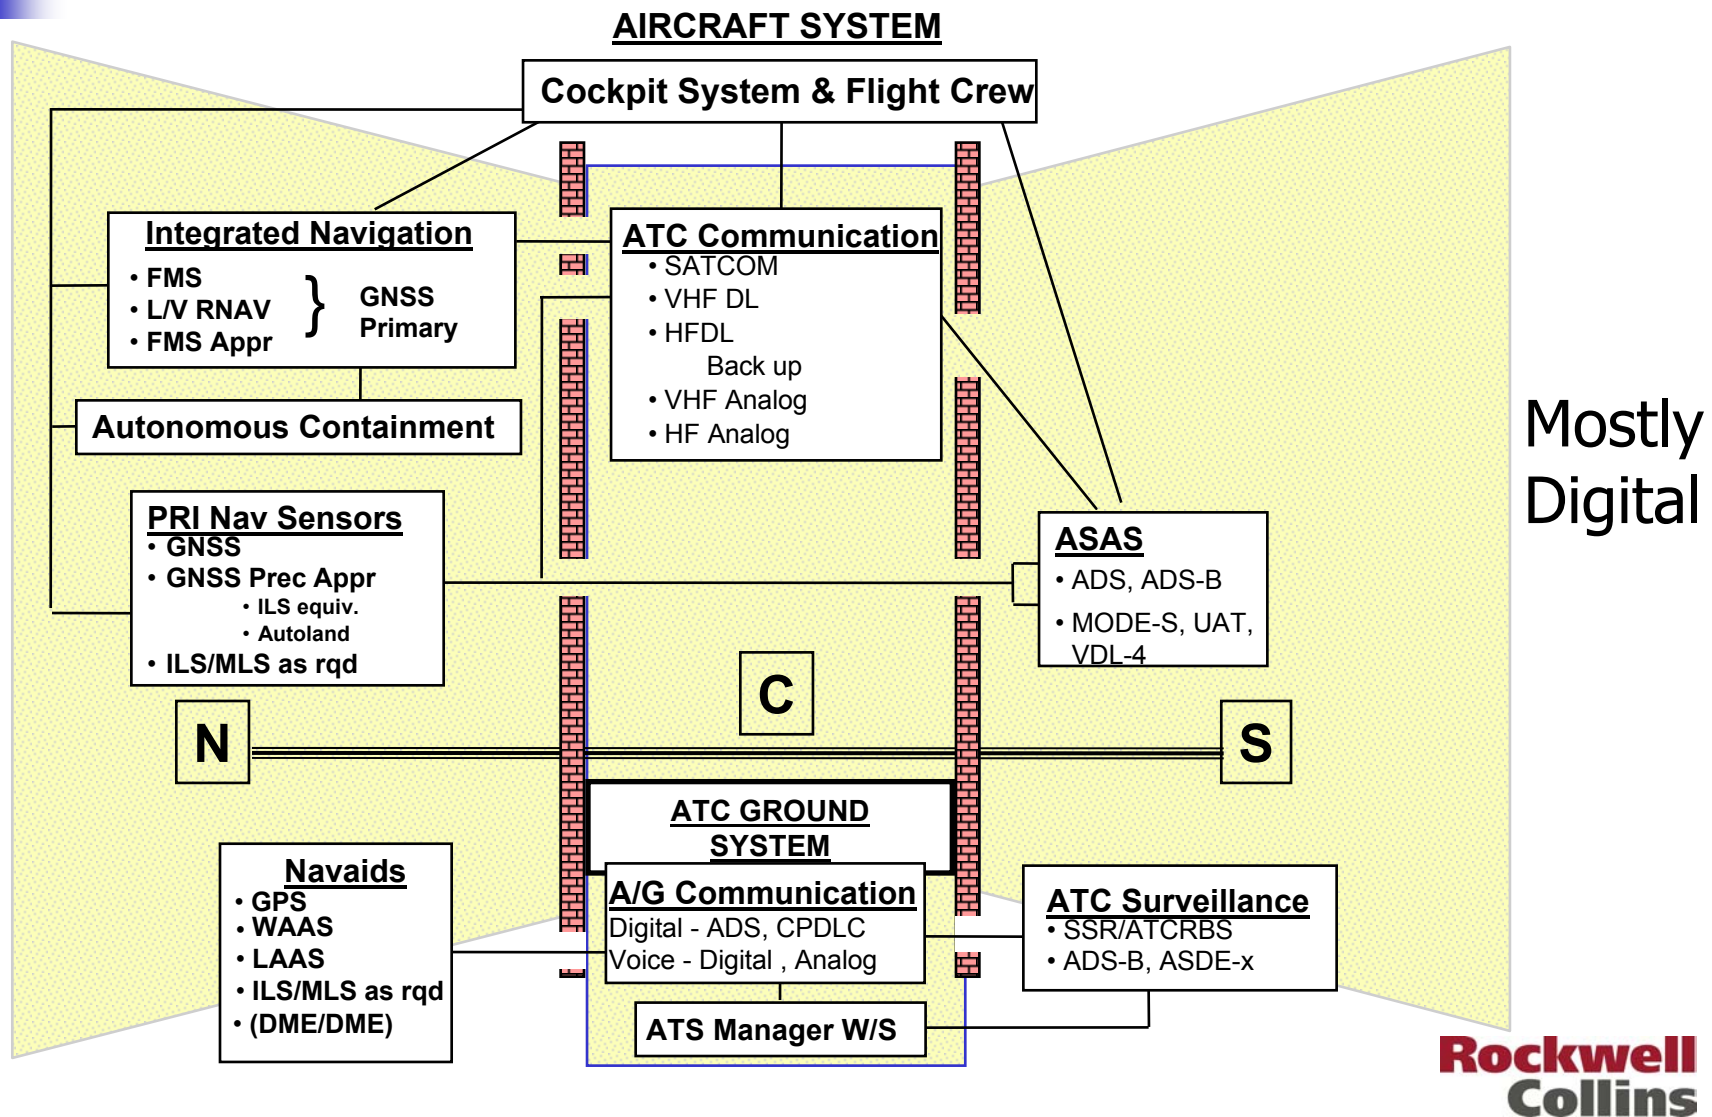 AIRCRAFT SYSTEM
Cockpit System & Flight Crew
Integrated Navigation
• FMS
• L/V RNAV
• FMS Appr
}
GNSS
Primary
Autonomous Containment
PRI Nav Sensors
• GNSS
• GNSS Prec Appr
• ILS equiv.
• Autoland
• ILS/MLS as rqd
ATC Communication
• SATCOM
• VHF DL
• HFDL
Back up
• VHF Analog
• HF Analog
ASAS
• ADS, ADS-B
• MODE-S, UAT,
VDL-4
Mostly
Digital
N
C
S
ATC GROUND
SYSTEM
Navaids
• GPS
• WAAS
• LAAS
• ILS/MLS as rqd
• (DME/DME)
A/G Communication
Digital - ADS, CPDLC
Voice - Digital , Analog
ATS Manager W/S
ATC Surveillance
• SSR/ATCRBS
• ADS-B, ASDE-x
Rockwell
Collins